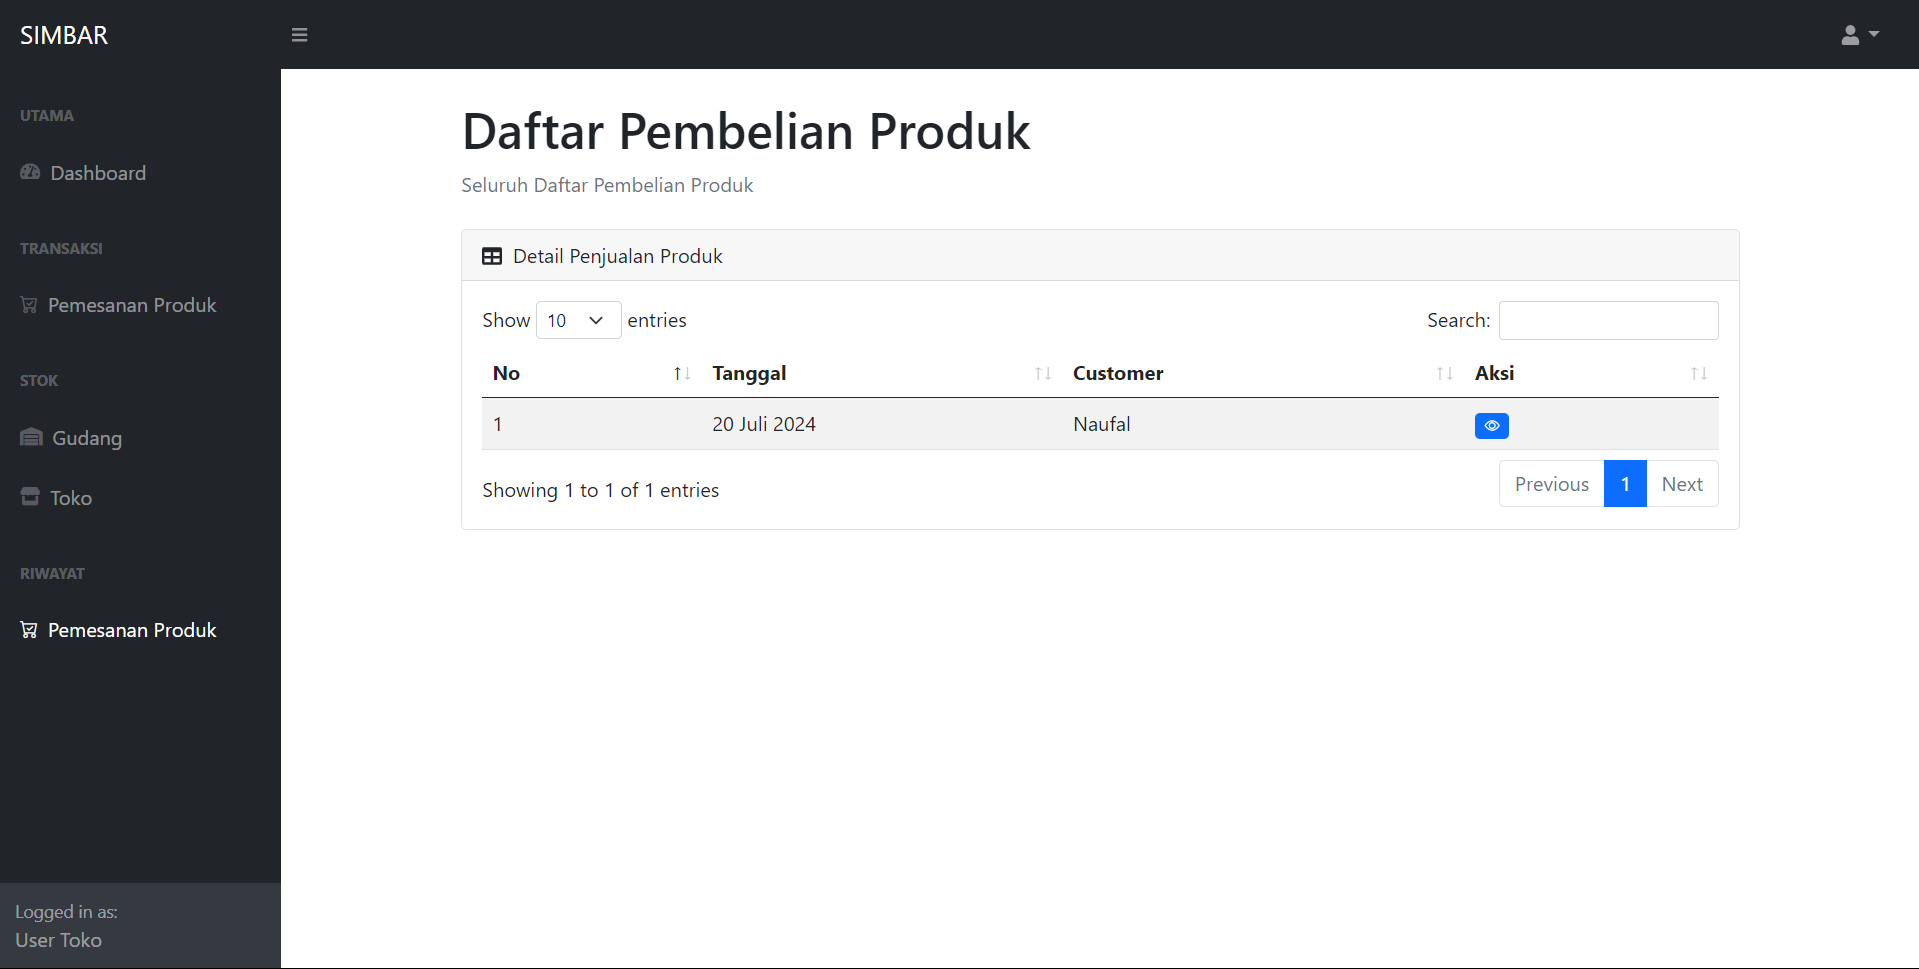 SIMBAR
UTAMA
Dashboard
TRANSAKSI
Pemesanan Produk
STOK
Gudang
Toko
RIWAYAT
Pemesanan Produk
Logged in as:
User Toko
Daftar Pembelian Produk
Seluruh Daftar Pembelian Produk
Detail Penjualan Produk
Show 10 entries Search:
No Tanggal Customer Aksi
1 20 Juli 2024 Naufal
Showing 1 to 1 of 1 entries Previous 1 Next